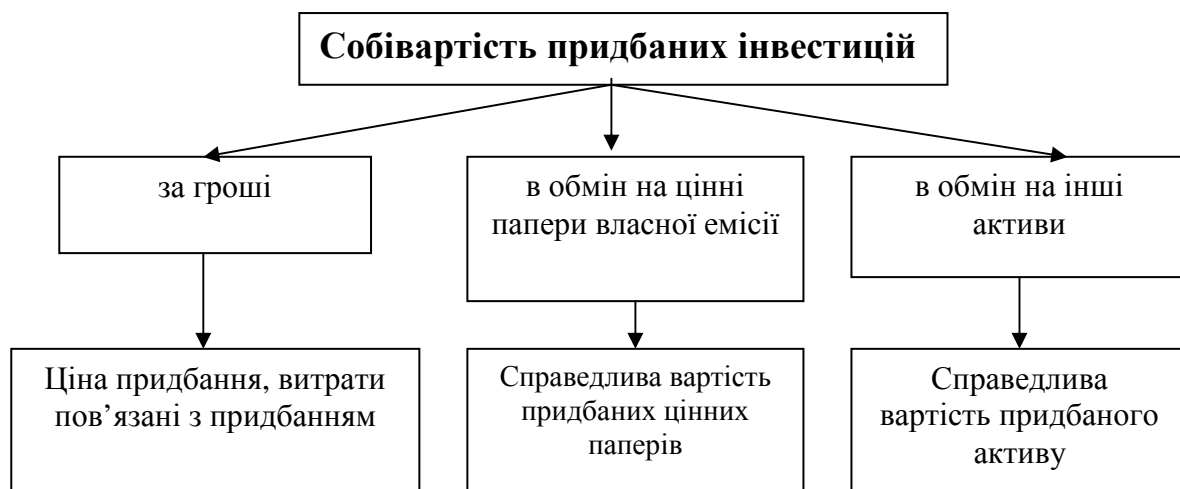 Собівартість придбаних інвестицій
за гроші
в обмін на цінні
папери власної емісії
в обмін на інші
активи
Ціна придбання, витрати
пов’язані з придбанням
Справедлива вартість
придбаних цінних
паперів
Справедлива
вартість придбаного
активу